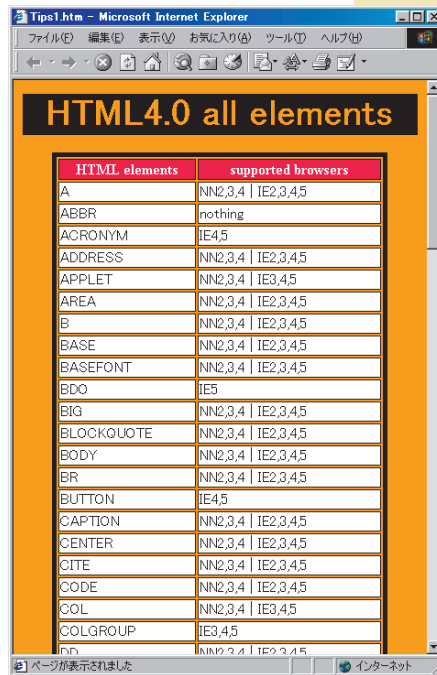 Tips1.htm - Microsoft Internet Explorer
ファイル(F) 編集(E) 表示(V) お気に入り(A) ツール(T) ヘルプ(H)
HTML4.0 all elements
HTML elements supported browsers
A NN2,3,4 | IE2,3,4,5
ABBR nothing
ACRONYM IE4,5
ADDRESS NN2,3,4 | IE2,3,4,5
APPLET NN2,3,4 | IE3,4,5
AREA NN2,3,4 | IE2,3,4,5
B NN2,3,4 | IE2,3,4,5
BASE NN2,3,4 | IE2,3,4,5
BASEFONT NN2,3,4 | IE2,3,4,5
BDO IE5
BIG NN2,3,4 | IE2,3,4,5
BLOCKQUOTE NN2,3,4 | IE2,3,4,5
BODY NN2,3,4 | IE2,3,4,5
BR NN2,3,4 | IE2,3,4,5
BUTTON IE4,5
CAPTION NN2,3,4 | IE2,3,4,5
CENTER NN2,3,4 | IE2,3,4,5
CITE NN2,3,4 | IE2,3,4,5
CODE NN2,3,4 | IE2,3,4,5
COL NN2,3,4 | IE3,4,5
COLGROUP IE3,4,5
DD NN2,3,4 | IE2,3,4,5
ページが表示されました インターネット